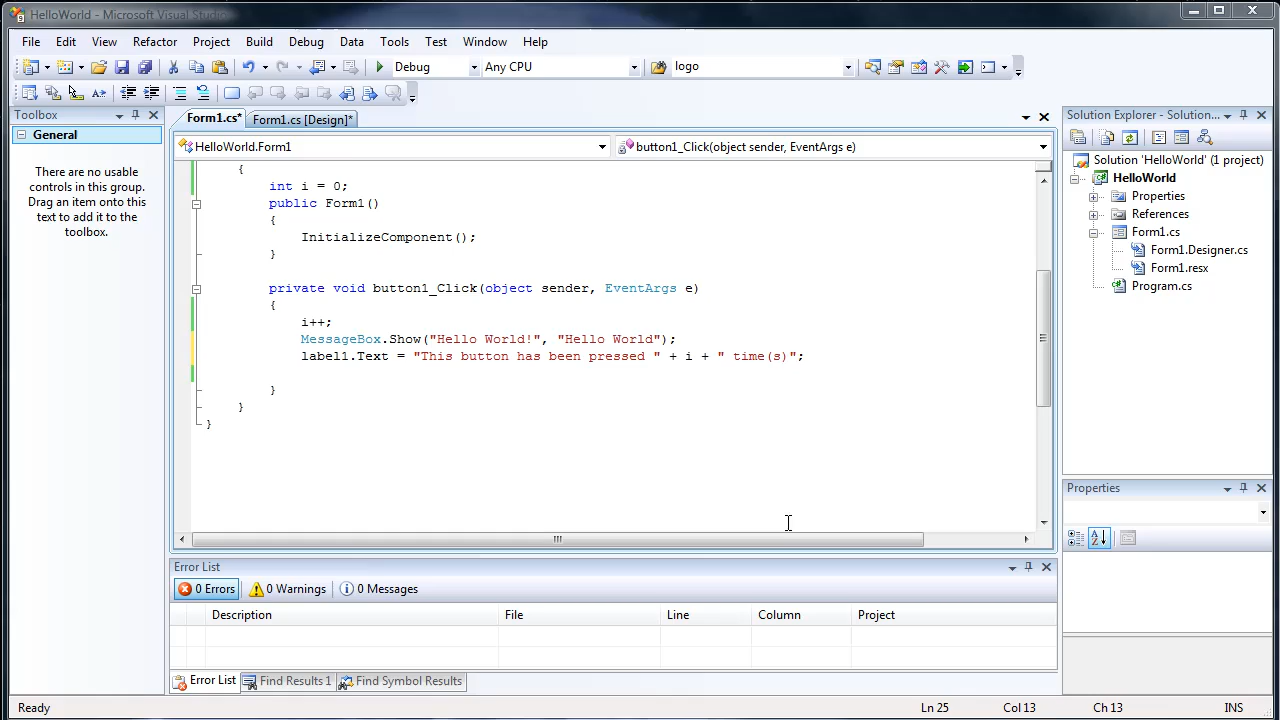 HelloWorld - Microsoft Visual Studio
File Edit View Refactor Project Build Debug Data Tools Test Window Help
Debug Any CPU logo
Toolbox
General
There are no usable
controls in this group.
Drag an item onto this
text to add it to the
toolbox.
Form1.cs* Form1.cs [Design]*
HelloWorld.Form1 button1_Click(object sender, EventArgs e)
{
int i = 0;
public Form1()
{
InitializeComponent();
}
private void button1_Click(object sender, EventArgs e)
{
i++;
MessageBox.Show("Hello World!", "Hello World");
label1.Text = "This button has been pressed " + i + " time(s)";
}
}
}
Solution Explorer - Solution...
Solution 'HelloWorld' (1 project)
HelloWorld
Properties
References
Form1.cs
Form1.Designer.cs
Form1.resx
Program.cs
Properties
Error List
0 Errors 0 Warnings 0 Messages
Description File Line Column Project
Error List Find Results 1 Find Symbol Results
Ready Ln 25 Col 13 Ch 13 INS